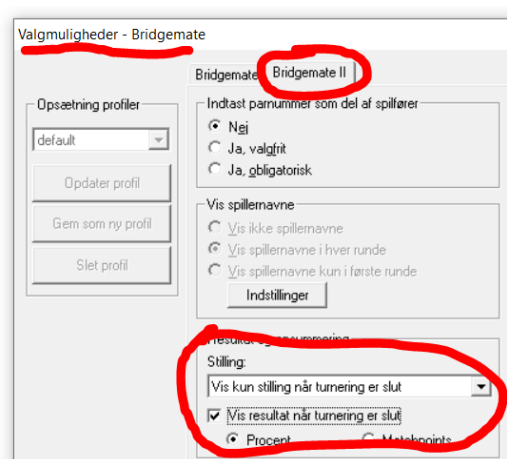 Valgmuligheder - Bridgemate
Bridgemate
Bridgemate II
Opsætning profiler
default
Opdater profil
Gem som ny profil
Slet profil
Indtast parnummer som del af spilfører
Nej
Ja, valgfrit
Ja, obligatorisk
Vis spillernavne
Vis ikke spillernavne
Vis spillernavne i hver runde
Vis spillernavne kun i første runde
Indstillinger
Stilling:
Vis kun stilling når turnering er slut
Vis resultat når turnering er slut
Procent
Matchpoints